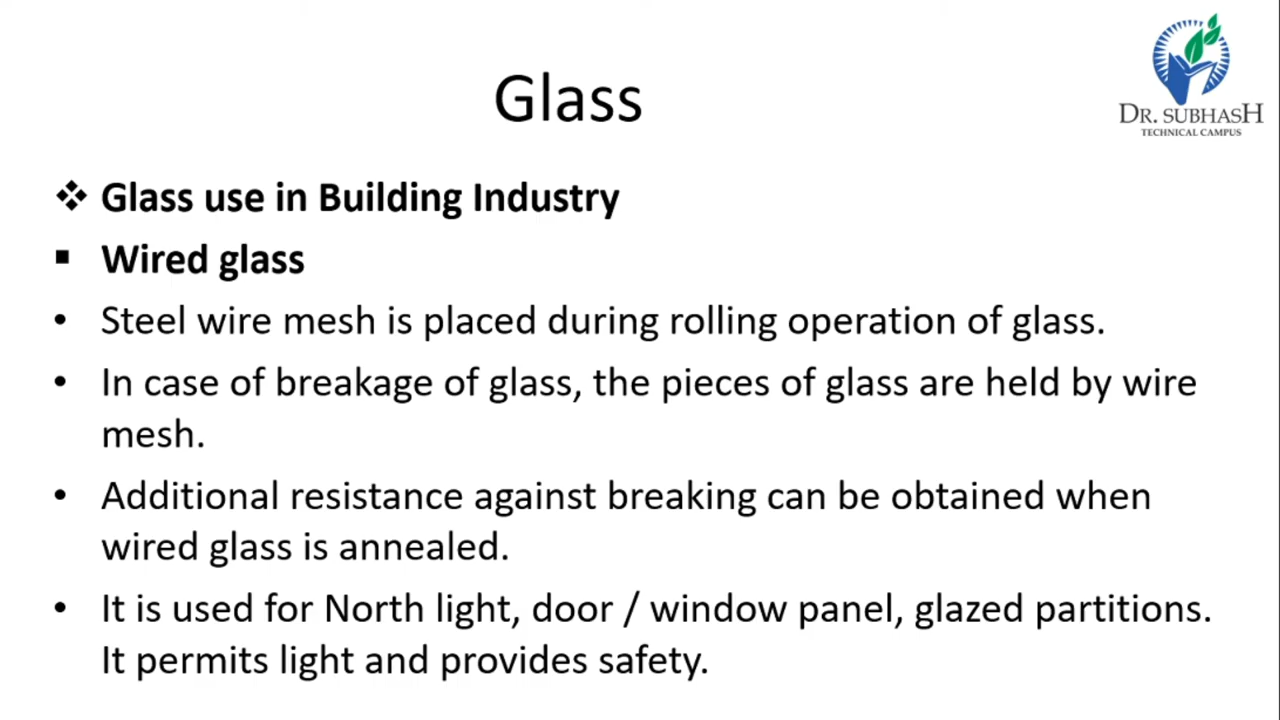 Glass
DR. SUBHASH
TECHNICAL CAMPUS
❖ Glass use in Building Industry
▪ Wired glass
• Steel wire mesh is placed during rolling operation of glass.
• In case of breakage of glass, the pieces of glass are held by wire
mesh.
• Additional resistance against breaking can be obtained when
wired glass is annealed.
• It is used for North light, door / window panel, glazed partitions.
It permits light and provides safety.